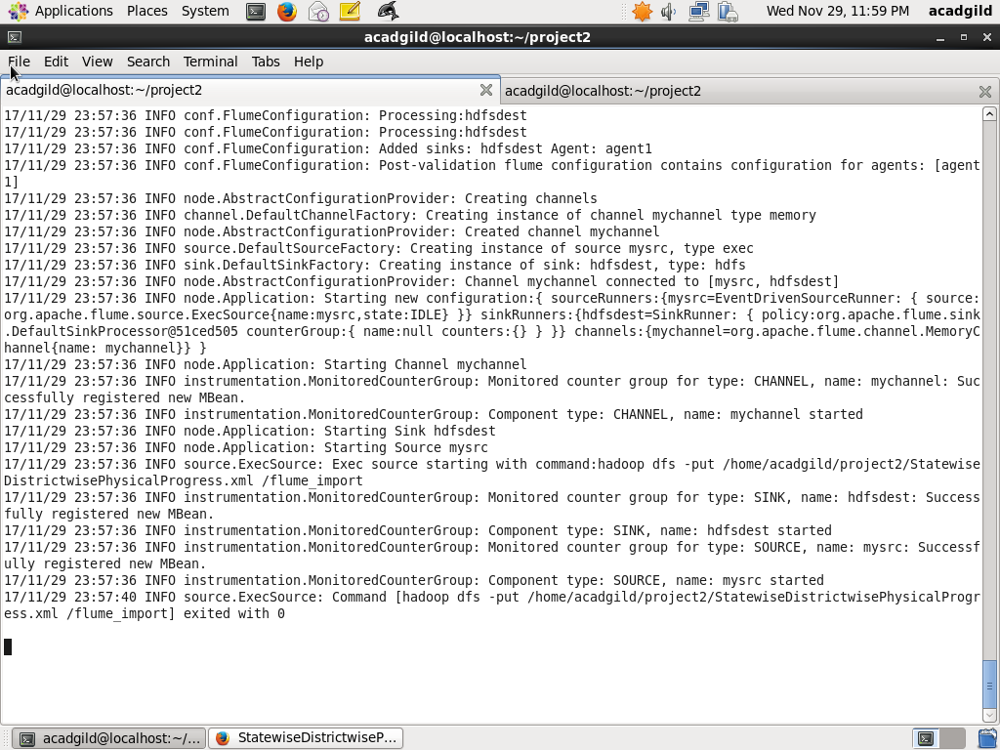 Applications Places System Wed Nov 29, 11:59 PM acadgild
acadgild@localhost:~/project2
File Edit View Search Terminal Tabs Help
acadgild@localhost:~/project2 acadgild@localhost:~/project2
17/11/29 23:57:36 INFO conf.FlumeConfiguration: Processing:hdfsdest
17/11/29 23:57:36 INFO conf.FlumeConfiguration: Processing:hdfsdest
17/11/29 23:57:36 INFO conf.FlumeConfiguration: Added sinks: hdfsdest Agent: agent1
17/11/29 23:57:36 INFO conf.FlumeConfiguration: Post-validation flume configuration contains configuration for agents: [agent
1]
17/11/29 23:57:36 INFO node.AbstractConfigurationProvider: Creating channels
17/11/29 23:57:36 INFO channel.DefaultChannelFactory: Creating instance of channel mychannel type memory
17/11/29 23:57:36 INFO node.AbstractConfigurationProvider: Created channel mychannel
17/11/29 23:57:36 INFO source.DefaultSourceFactory: Creating instance of source mysrc, type exec
17/11/29 23:57:36 INFO sink.DefaultSinkFactory: Creating instance of sink: hdfsdest, type: hdfs
17/11/29 23:57:36 INFO node.AbstractConfigurationProvider: Channel mychannel connected to [mysrc, hdfsdest]
17/11/29 23:57:36 INFO node.Application: Starting new configuration:{ sourceRunners:{mysrc=EventDrivenSourceRunner: { source:
org.apache.flume.source.ExecSource{name:mysrc,state:IDLE} }} sinkRunners:{hdfsdest=SinkRunner: { policy:org.apache.flume.sink
.DefaultSinkProcessor@51ced505 counterGroup:{ name:null counters:{} } }} channels:{mychannel=org.apache.flume.channel.MemoryC
hannel{name: mychannel}} }
17/11/29 23:57:36 INFO node.Application: Starting Channel mychannel
17/11/29 23:57:36 INFO instrumentation.MonitoredCounterGroup: Monitored counter group for type: CHANNEL, name: mychannel: Suc
cessfully registered new MBean.
17/11/29 23:57:36 INFO instrumentation.MonitoredCounterGroup: Component type: CHANNEL, name: mychannel started
17/11/29 23:57:36 INFO node.Application: Starting Sink hdfsdest
17/11/29 23:57:36 INFO node.Application: Starting Source mysrc
17/11/29 23:57:36 INFO source.ExecSource: Exec source starting with command:hadoop dfs -put /home/acadgild/project2/Statewise
DistrictwisePhysicalProgress.xml /flume_import
17/11/29 23:57:36 INFO instrumentation.MonitoredCounterGroup: Monitored counter group for type: SINK, name: hdfsdest: Success
fully registered new MBean.
17/11/29 23:57:36 INFO instrumentation.MonitoredCounterGroup: Component type: SINK, name: hdfsdest started
17/11/29 23:57:36 INFO instrumentation.MonitoredCounterGroup: Monitored counter group for type: SOURCE, name: mysrc: Successf
ully registered new MBean.
17/11/29 23:57:36 INFO instrumentation.MonitoredCounterGroup: Component type: SOURCE, name: mysrc started
17/11/29 23:57:40 INFO source.ExecSource: Command [hadoop dfs -put /home/acadgild/project2/StatewiseDistrictwisePhysicalProgr
ess.xml /flume_import] exited with 0
acadgild@localhost:~/... StatewiseDistrictwiseP...